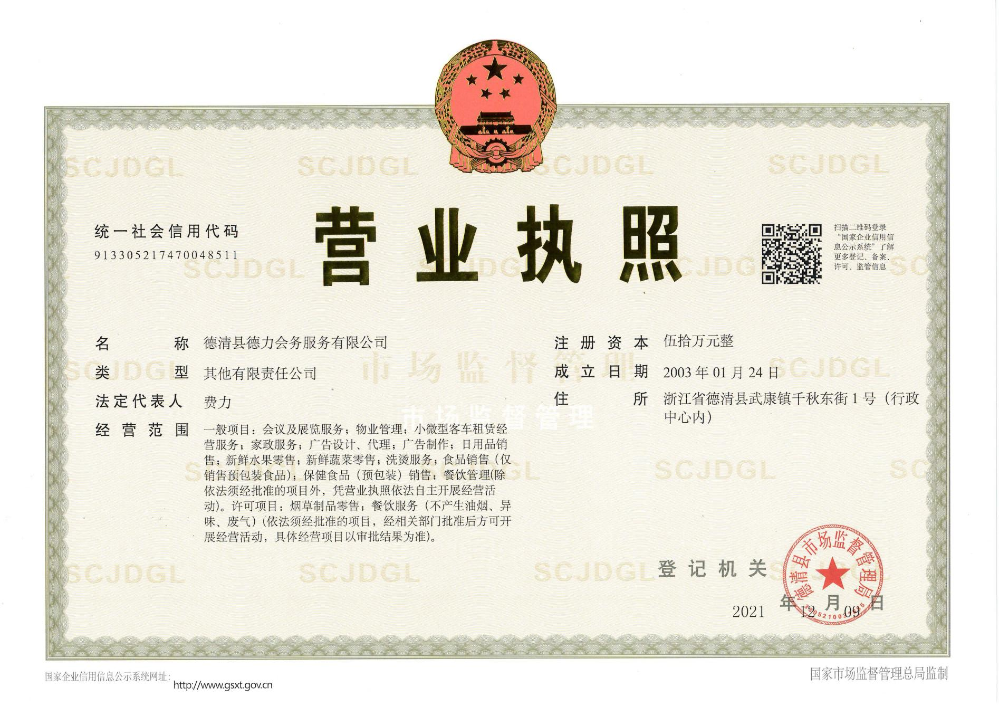 统一社会信用代码
913305217470048511
营业执照
扫描二维码登录
“国家企业信用信
息公示系统”了解
更多登记、备案、
许可、监管信息
名称 德清县德力会务服务有限公司
类型 其他有限责任公司
法定代表人 费力
经营范围 一般项目：会议及展览服务；物业管理；小微型客车租赁经
营服务；家政服务；广告设计、代理；广告制作；日用品销
售；新鲜水果零售；新鲜蔬菜零售；洗烫服务；食品销售（仅
销售预包装食品）；保健食品（预包装）销售；餐饮管理(除
依法须经批准的项目外，凭营业执照依法自主开展经营活
动)。许可项目：烟草制品零售；餐饮服务（不产生油烟、异
味、废气）(依法须经批准的项目，经相关部门批准后方可开
展经营活动，具体经营项目以审批结果为准)。
注册资本 伍拾万元整
成立日期 2003 年 01 月 24 日
住所 浙江省德清县武康镇千秋东街 1 号（行政
中心内）
登记机关
德清县市场监督管理局
2021 年 12 月 09 日
国家企业信用信息公示系统网址：
http://www.gsxt.gov.cn
国家市场监督管理总局监制
SCJDGL
市场监督管理